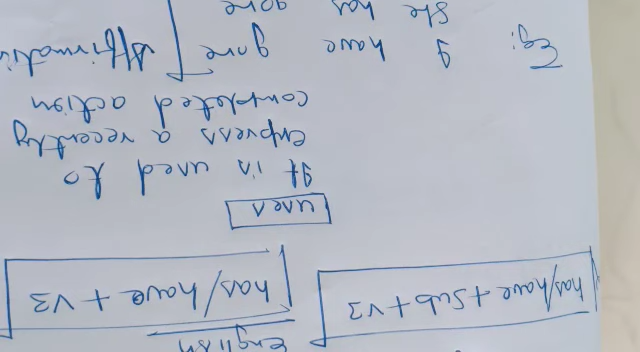 English
has/have + V3
has/have + Sub + V3
uses
It is used to
express a recently
completed action
Eg: I have gone
She has gone